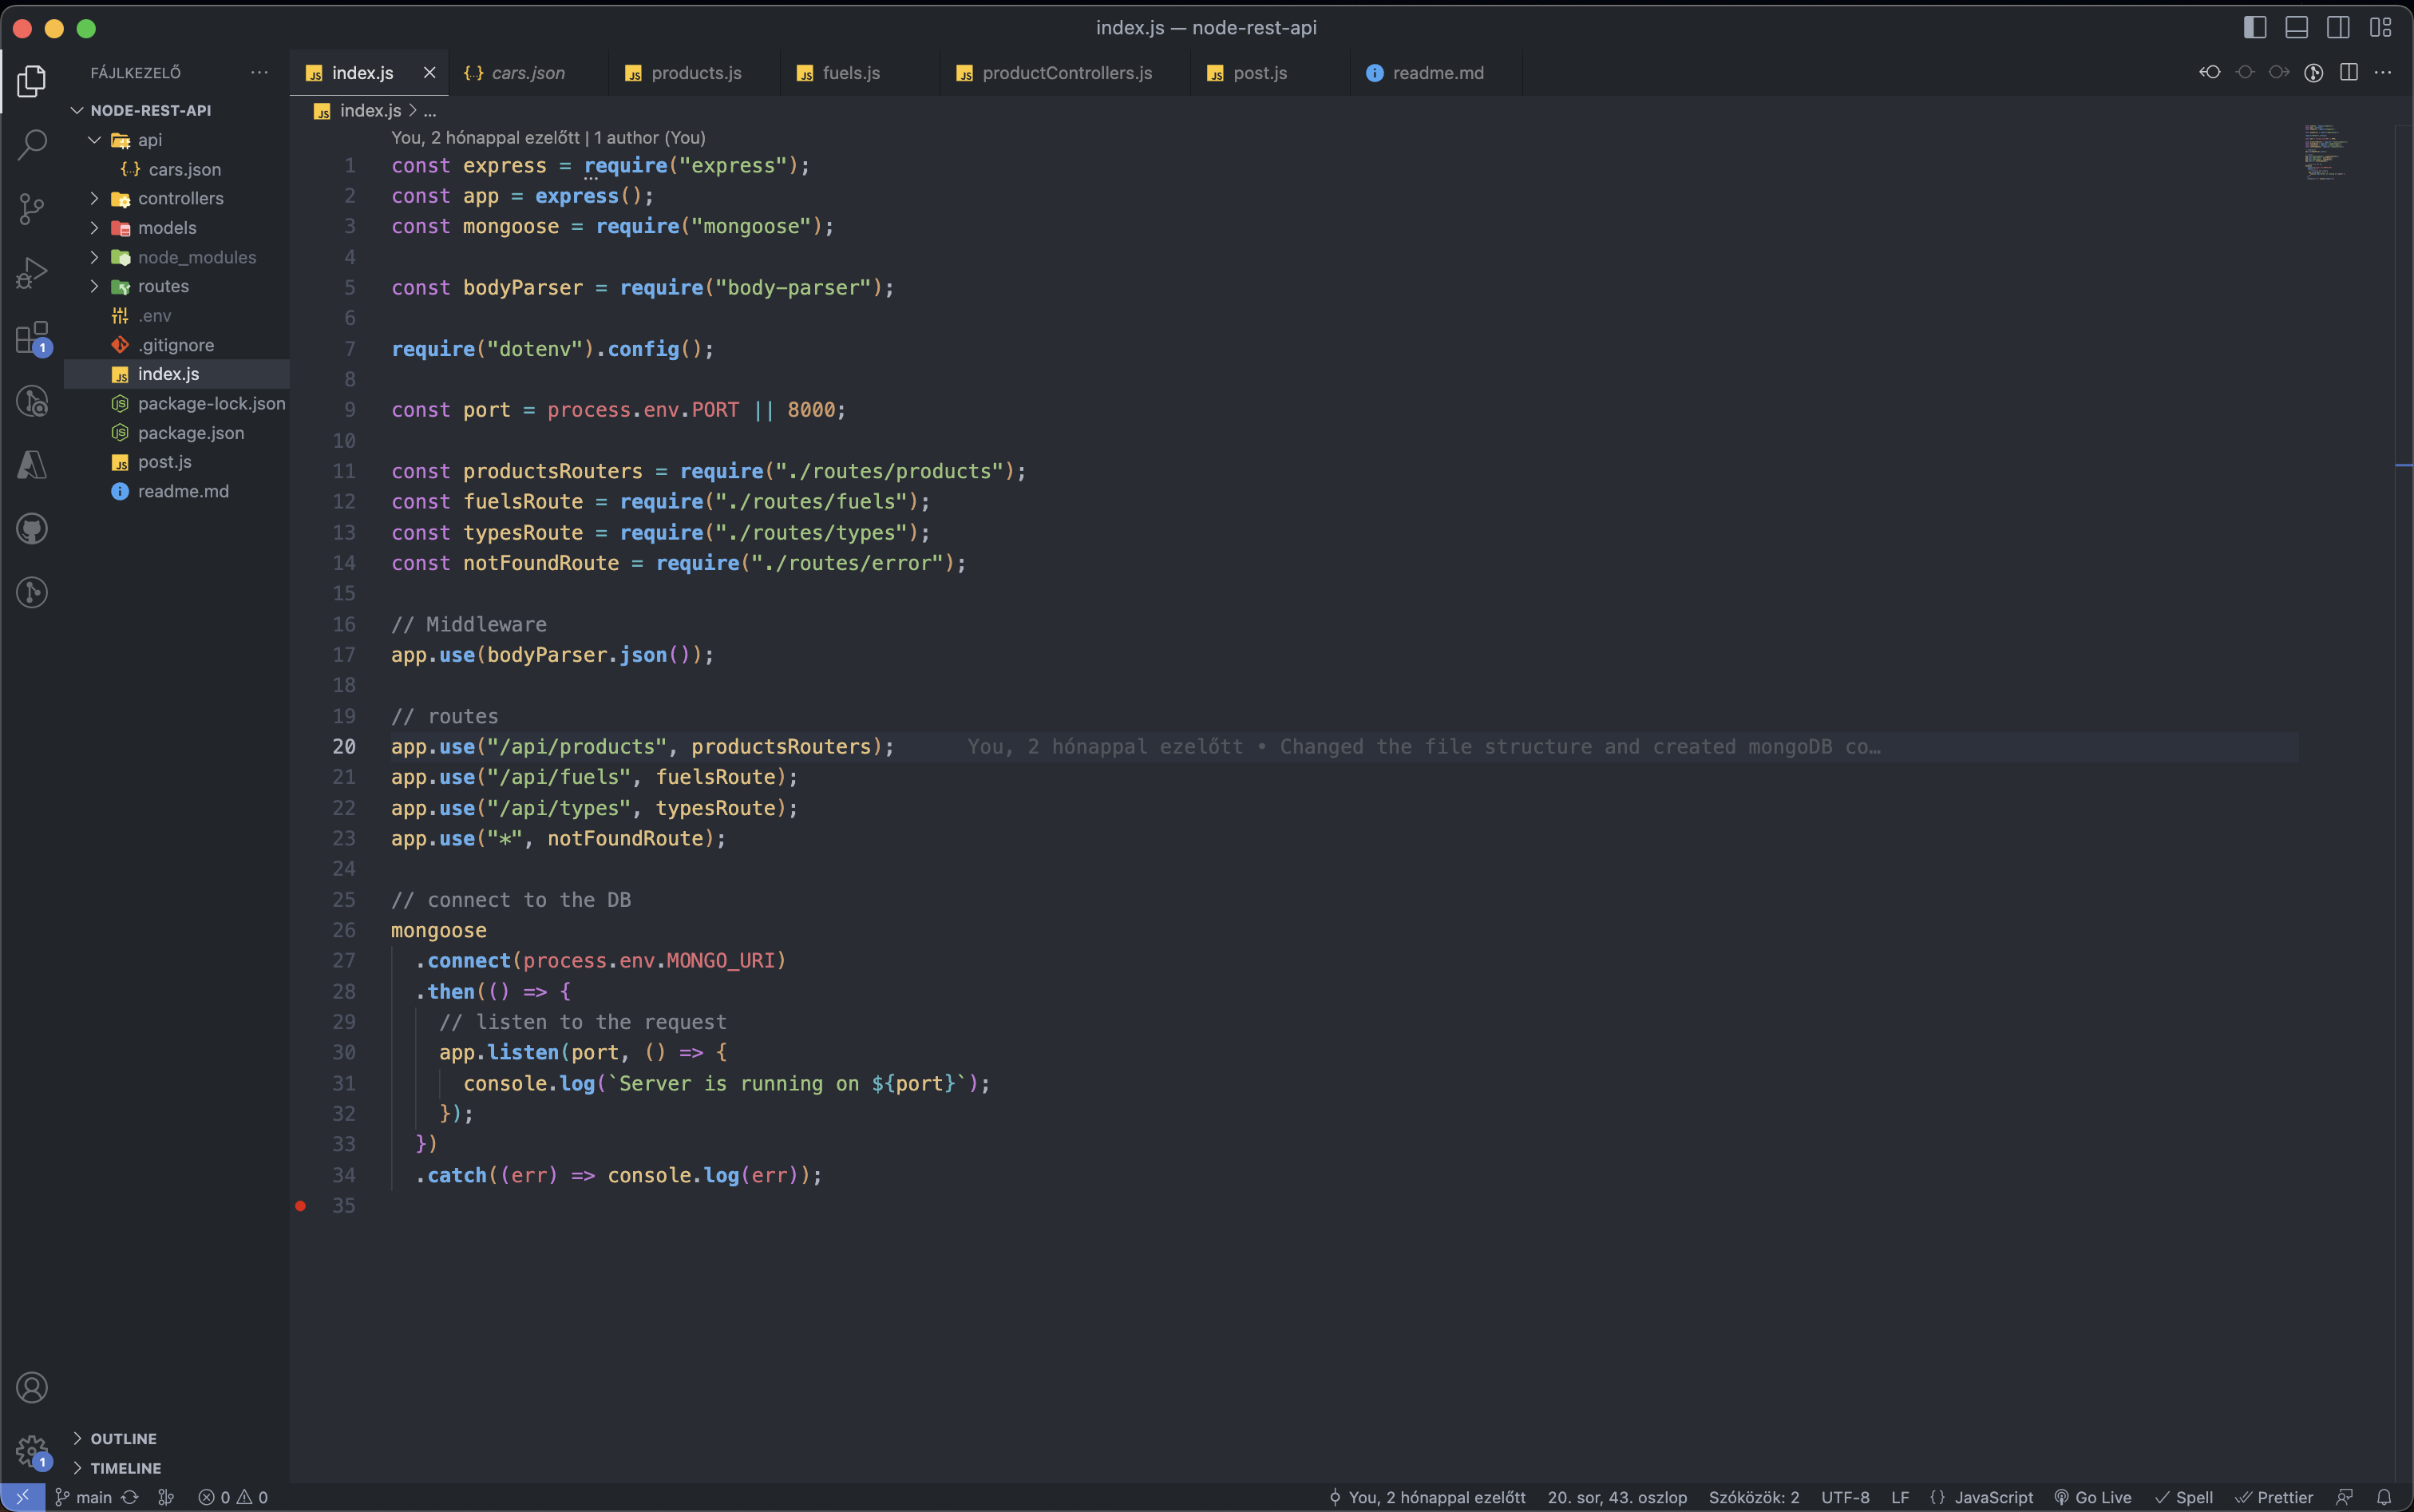 index.js — node-rest-api
FÁJLKEZELŐ ···
NODE-REST-API
api
cars.json
controllers
models
node_modules
routes
.env
.gitignore
index.js
package-lock.json
package.json
post.js
readme.md
OUTLINE
TIMELINE
1
1
index.js
cars.json
products.js
fuels.js
productControllers.js
post.js
readme.md
index.js > ...
You, 2 hónappal ezelőtt | 1 author (You)
1 const express = require("express");
2 const app = express();
3 const mongoose = require("mongoose");
4
5 const bodyParser = require("body-parser");
6
7 require("dotenv").config();
8
9 const port = process.env.PORT || 8000;
10
11 const productsRouters = require("./routes/products");
12 const fuelsRoute = require("./routes/fuels");
13 const typesRoute = require("./routes/types");
14 const notFoundRoute = require("./routes/error");
15
16 // Middleware
17 app.use(bodyParser.json());
18
19 // routes
20 app.use("/api/products", productsRouters); You, 2 hónappal ezelőtt • Changed the file structure and created mongoDB co…
21 app.use("/api/fuels", fuelsRoute);
22 app.use("/api/types", typesRoute);
23 app.use("*", notFoundRoute);
24
25 // connect to the DB
26 mongoose
27 .connect(process.env.MONGO_URI)
28 .then(() => {
29 // listen to the request
30 app.listen(port, () => {
31 console.log(`Server is running on ${port}`);
32 });
33 })
34 .catch((err) => console.log(err));
35
main 0 0 You, 2 hónappal ezelőtt 20. sor, 43. oszlop Szóközök: 2 UTF-8 LF {} JavaScript Go Live Spell Prettier